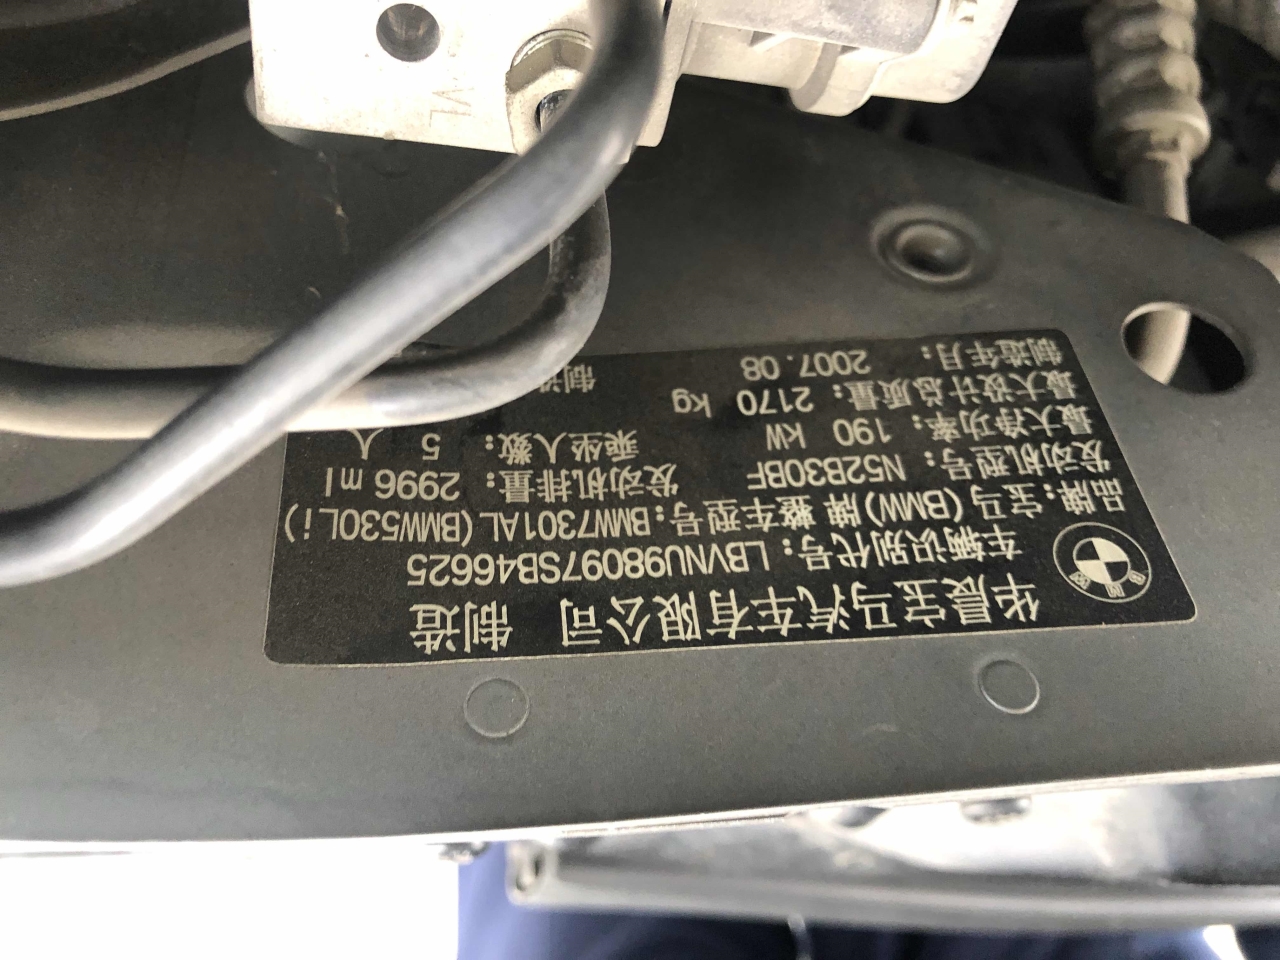 华晨宝马汽车有限公司 制造
车辆识别代号: LBVNU98097SB46625
品牌:宝马(BMW)牌 整车型号:BMW7301AL(BMW530Li)
发动机型号: N52B30BF 发动机排量: 2996 ml
最大净功率: 190 kW 乘坐人数: 5 人
最大设计总质量: 2170 kg
制造年月: 2007.08 制造
BMW